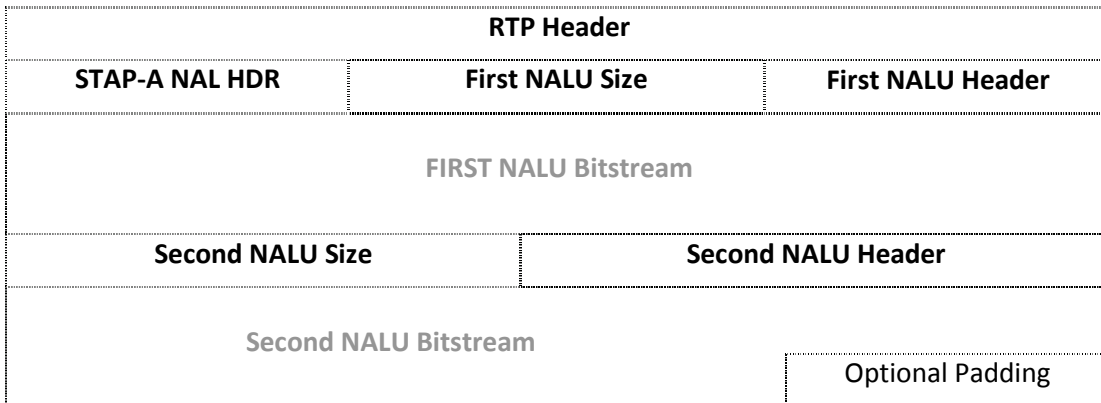 RTP Header
STAP-A NAL HDR First NALU Size First NALU Header
FIRST NALU Bitstream
Second NALU Size Second NALU Header
Second NALU Bitstream
Optional Padding